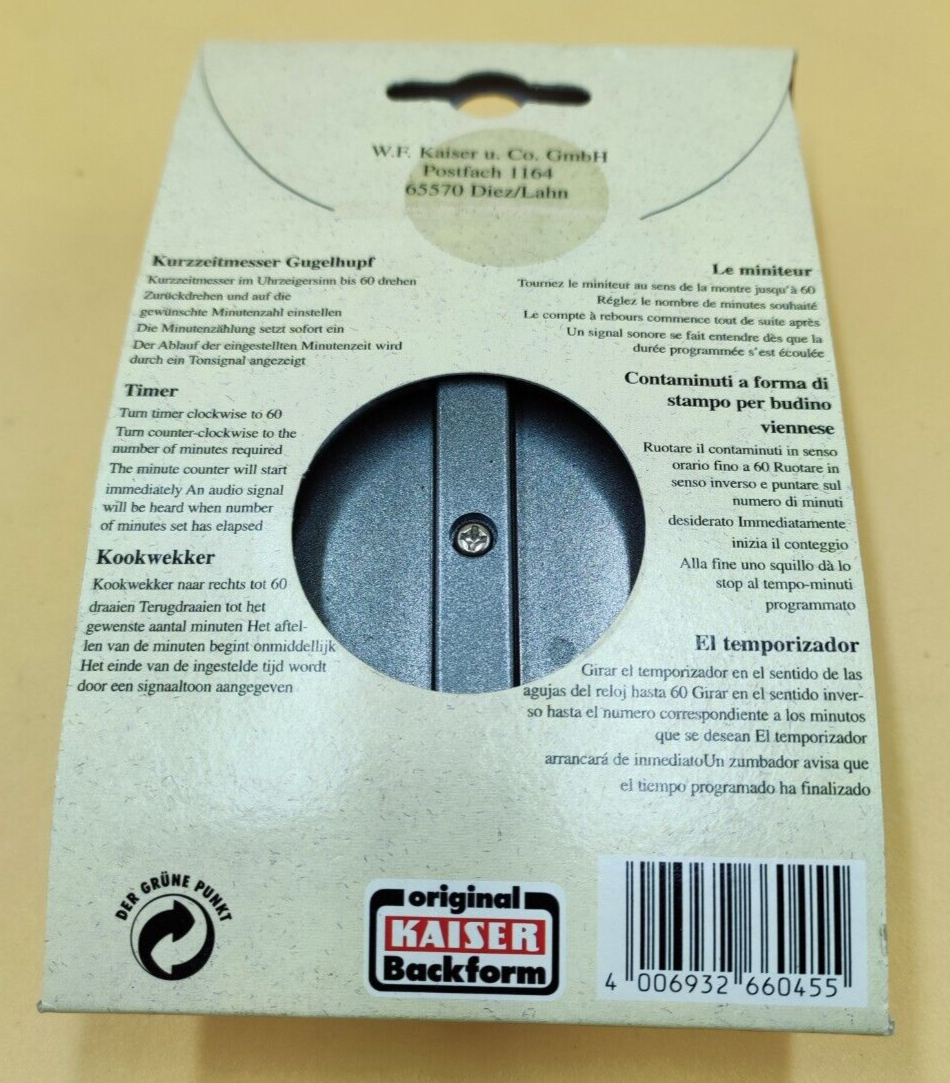 W.F. Kaiser u. Co. GmbH
Postfach 1164
65570 Diez/Lahn
Kurzzeitmesser Gugelhupf
Kurzzeitmesser im Uhrzeigersinn bis 60 drehen
Zurückdrehen und auf die
gewünschte Minutenzahl einstellen
Die Minutenzählung setzt sofort ein
Der Ablauf der eingestellten Minutenzeit wird
durch ein Tonsignal angezeigt
Timer
Turn timer clockwise to 60
Turn counter-clockwise to the
number of minutes required
The minute counter will start
immediately An audio signal
will be heard when number
of minutes set has elapsed
Kookwekker
Kookwekker naar rechts tot 60
draaien Terugdraaien tot het
gewenste aantal minuten Het aftel-
len van de minuten begint onmiddellijk
Het einde van de ingestelde tijd wordt
door een signaaltoon aangegeven
Le miniteur
Tournez le miniteur au sens de la montre jusqu'à 60
Réglez le nombre de minutes souhaité
Le compte à rebours commence tout de suite après
Un signal sonore se fait entendre dès que la
durée programmée s'est écoulée
Contaminuti a forma di
stampo per budino
viennese
Ruotare il contaminuti in senso
orario fino a 60 Ruotare in
senso inverso e puntare sul
numero di minuti
desiderato Immediatamente
inizia il conteggio
Alla fine uno squillo dà lo
stop al tempo-minuti
programmato
El temporizador
Girar el temporizador en el sentido de las
agujas del reloj hasta 60 Girar en el sentido inver-
so hasta el numero correspondiente a los minutos
que se desean El temporizador
arrancará de inmediatoUn zumbador avisa que
el tiempo programado ha finalizado
DER GRÜNE PUNKT
original
KAISER
Backform
4 006932 660455